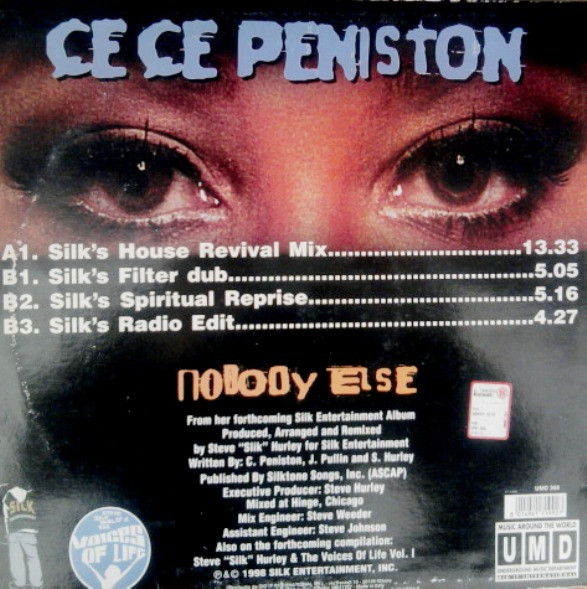 CE CE PENISTON
A1. Silk's House Revival Mix..............................13.33
B1. Silk's Filter dub.............................................5.05
B2. Silk's Spiritual Reprise.................................5.16
B3. Silk's Radio Edit............................................4.27
NOBODY ELSE
From her forthcoming Silk Entertainment Album
Produced, Arranged and Remixed
by Steve "Silk" Hurley for Silk Entertainment
Written By: C. Peniston, J. Pullin and S. Hurley
Published By Silktone Songs, Inc. (ASCAP)
Executive Producer: Steve Hurley
Mixed at Hinge, Chicago
Mix Engineer: Steve Weeder
Assistant Engineer: Steve Johnson
Also on the forthcoming compilation:
Steve "Silk" Hurley & The Voices Of Life Vol. I
℗&© 1998 SILK ENTERTAINMENT, INC.
SILK
VOICES
OF LIFE
MUSIC AROUND THE WORLD
UMD
UNDERGROUND MUSIC DEPARTMENT